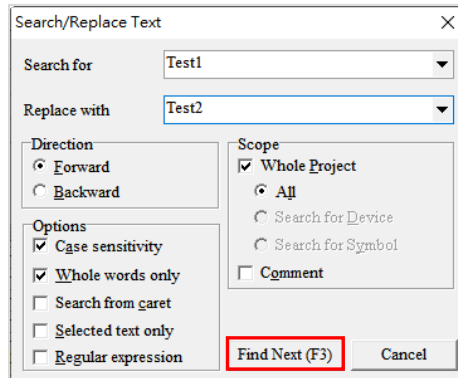 Search/Replace Text
Search for
Test1
Replace with
Test2
Direction
Forward
Backward
Options
Case sensitivity
Whole words only
Search from caret
Selected text only
Regular expression
Scope
Whole Project
All
Search for Device
Search for Symbol
Comment
Find Next (F3)
Cancel